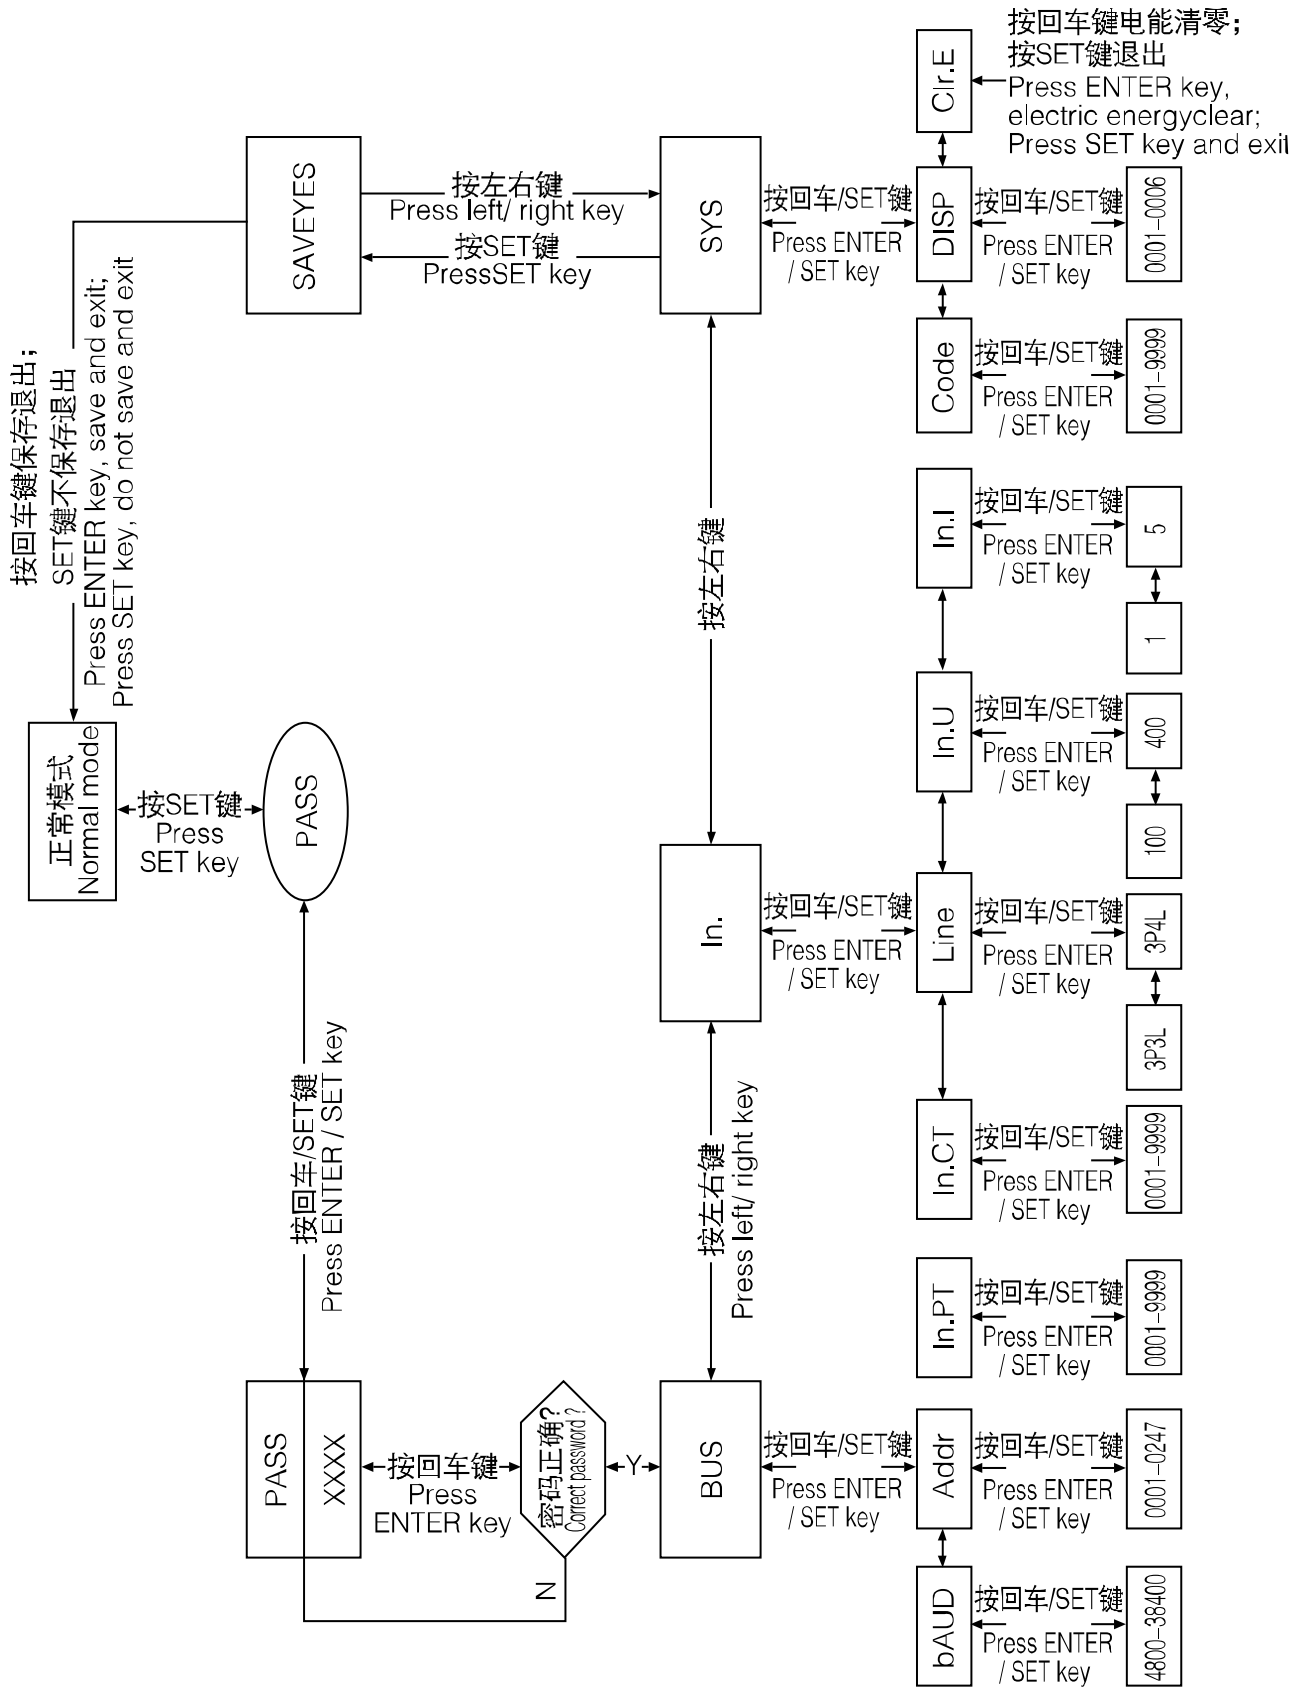 按回车键电能清零；
按SET键退出
Press ENTER key,
electric energyclear;
Press SET key and exit
Clr.E
SAVEYES
按左右键
Press left/ right key
按SET键
PressSET key
SYS
按回车/SET键
Press ENTER
/ SET key
DISP
按回车/SET键
Press ENTER
/ SET key
0001-0006
按回车键保存退出；
SET键不保存退出
Press ENTER key, save and exit;
Press SET key, do not save and exit
Code
按回车/SET键
Press ENTER
/ SET key
0001-9999
按左右键
In.I
按回车/SET键
Press ENTER
/ SET key
5
1
正常模式
Normal mode
按SET键
Press
SET key
PASS
In.U
按回车/SET键
Press ENTER
/ SET key
400
100
In.
按回车/SET键
Press ENTER
/ SET key
Line
按回车/SET键
Press ENTER
/ SET key
3P4L
3P3L
按回车/SET键
Press ENTER / SET key
按左右键
Press left/ right key
In.CT
按回车/SET键
Press ENTER
/ SET key
0001-9999
In.PT
按回车/SET键
Press ENTER
/ SET key
0001-9999
PASS
XXXX
按回车键
Press
ENTER key
密码正确?
Correct password ?
Y
N
BUS
按回车/SET键
Press ENTER
/ SET key
Addr
按回车/SET键
Press ENTER
/ SET key
0001-0247
bAUD
按回车/SET键
Press ENTER
/ SET key
4800-38400